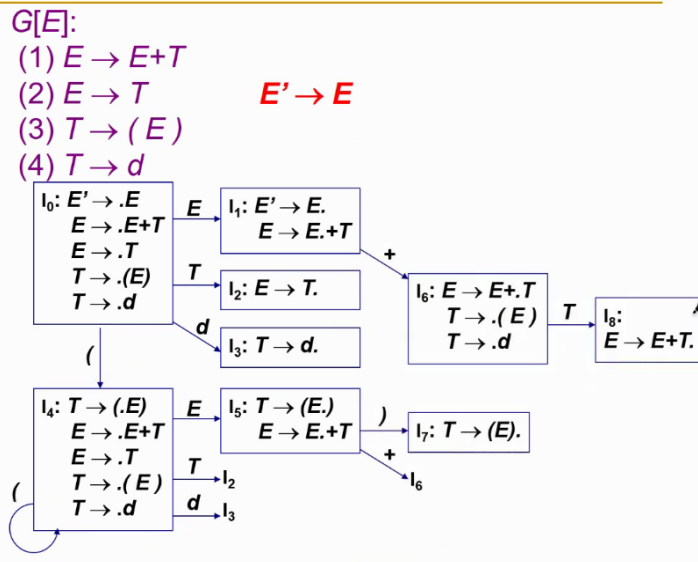 G[E]:
(1) E → E+T
(2) E → T
E’ → E
(3) T → ( E )
(4) T → d
I₀: E’ → .E
E → .E+T
E → .T
T → .(E)
T → .d
E
I₁: E’ → E.
E → E.+T
T
I₂: E → T.
d
I₃: T → d.
+
I₆: E → E+.T
T → .( E )
T → .d
T
I₈:
E → E+T.
(
I₄: T → (.E)
E → .E+T
E → .T
T → .( E )
T → .d
(
E
I₅: T → (E.)
E → E.+T
)
I₇: T → (E).
+
I₆
T
I₂
d
I₃